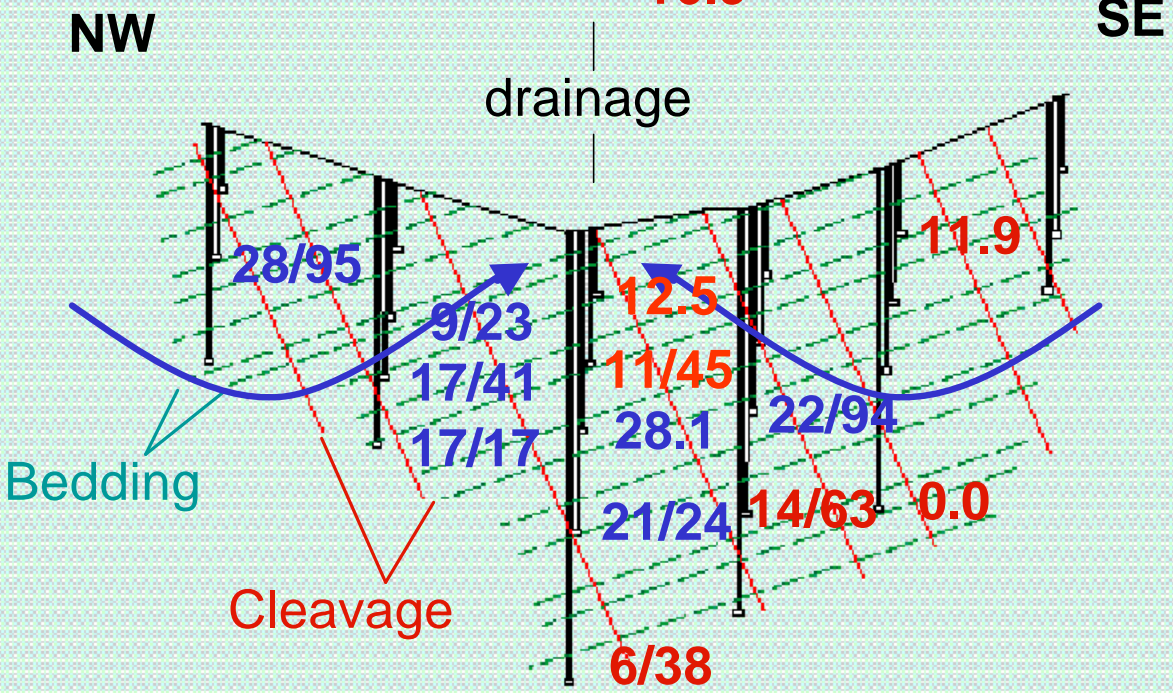 NW
SE
drainage
28/95
11.9
12.5
9/23
11/45
17/41
22/94
28.1
17/17
Bedding
21/24
14/63
0.0
Cleavage
6/38